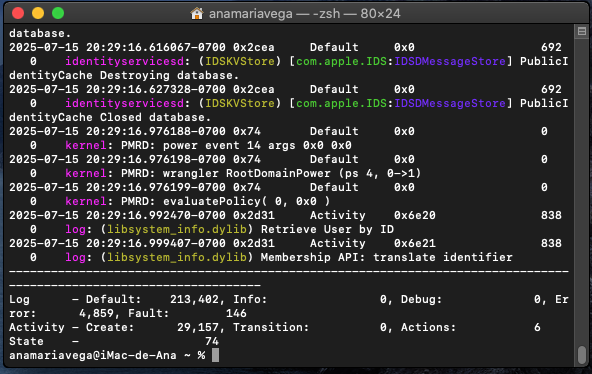 anamariavega — -zsh — 80×24
database.
2025-07-15 20:29:16.616067-0700 0x2cea     Default     0x0                  692
   0    identityservicesd: (IDSKVStore) [com.apple.IDS:IDSDMessageStore] PublicI
dentityCache Destroying database.
2025-07-15 20:29:16.627328-0700 0x2cea     Default     0x0                  692
   0    identityservicesd: (IDSKVStore) [com.apple.IDS:IDSDMessageStore] PublicI
dentityCache Closed database.
2025-07-15 20:29:16.976188-0700 0x74       Default     0x0                  0
   0    kernel: PMRD: power event 14 args 0x0 0x0
2025-07-15 20:29:16.976198-0700 0x74       Default     0x0                  0
   0    kernel: PMRD: wrangler RootDomainPower (ps 4, 0->1)
2025-07-15 20:29:16.976199-0700 0x74       Default     0x0                  0
   0    kernel: PMRD: evaluatePolicy( 0, 0x0 )
2025-07-15 20:29:16.992470-0700 0x2d31     Activity    0x6e20               838
   0    log: (libsystem_info.dylib) Retrieve User by ID
2025-07-15 20:29:16.999407-0700 0x2d31     Activity    0x6e21               838
   0    log: (libsystem_info.dylib) Membership API: translate identifier
--------------------------------------------------------------------------------
------------------------------------
Log      - Default:    213,402, Info:                0, Debug:             0, Er
ror:      4,859, Fault:        146
Activity - Create:      29,157, Transition:          0, Actions:           6
State    -                  74
anamariavega@iMac-de-Ana ~ %